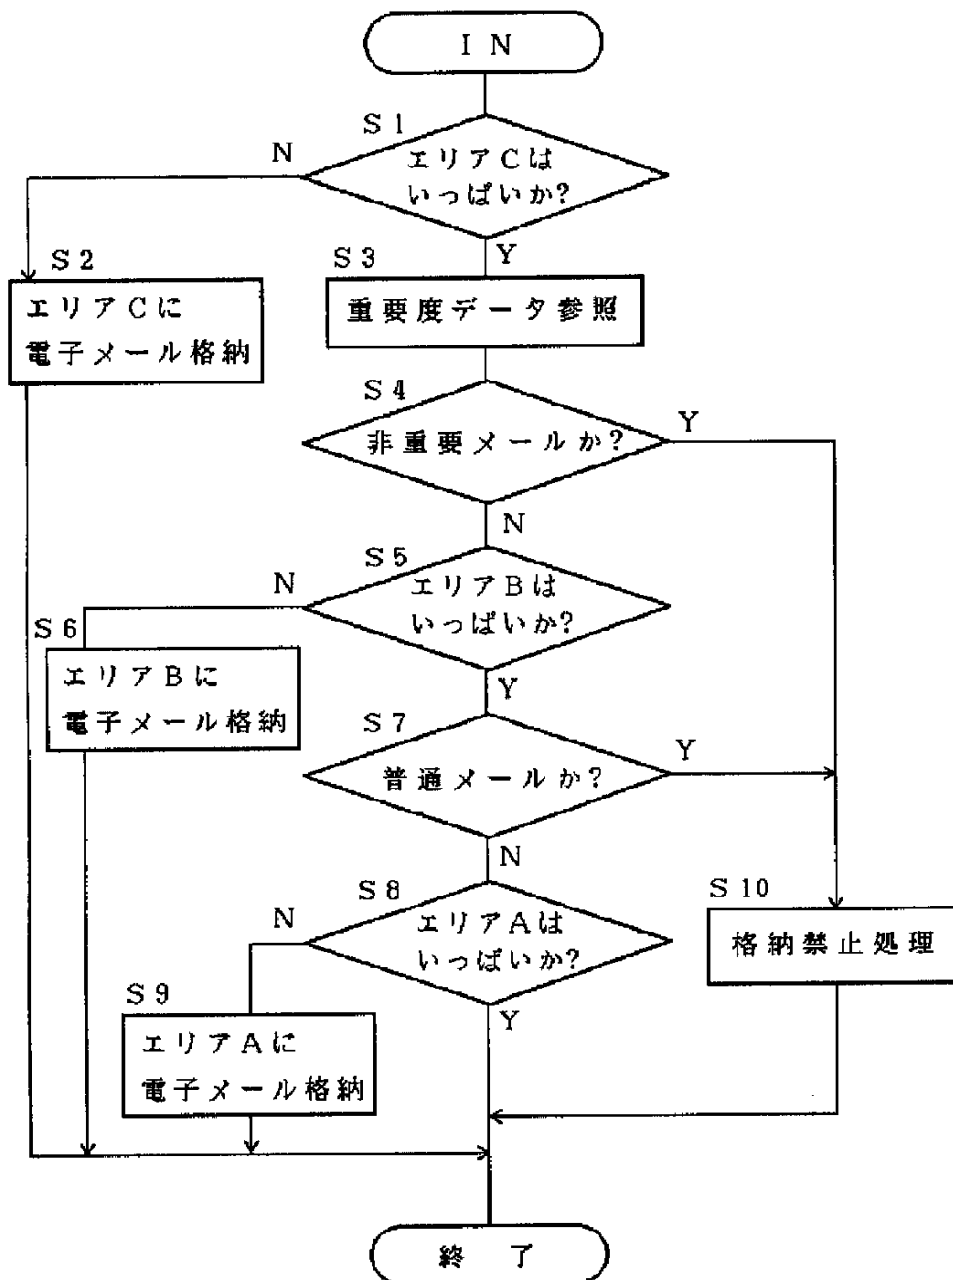 IN
S1
エリアCは
いっぱいか?
N
Y
S2
エリアCに
電子メール格納
S3
重要度データ参照
S4
非重要メールか?
Y
N
S5
エリアBは
いっぱいか?
N
Y
S6
エリアBに
電子メール格納
S7
普通メールか?
Y
N
S8
エリアAは
いっぱいか?
N
Y
S9
エリアAに
電子メール格納
S10
格納禁止処理
終了